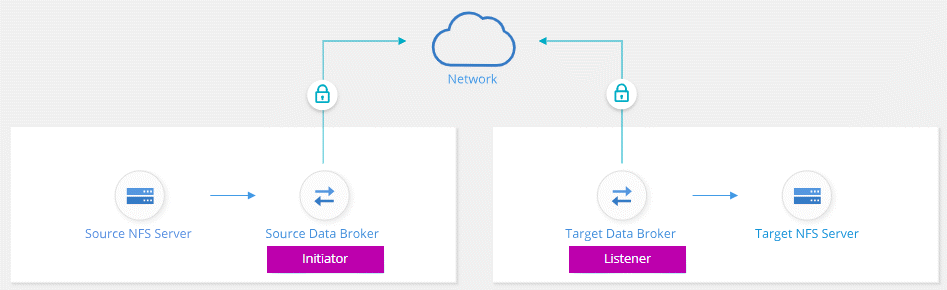 Network
Source NFS Server
Source Data Broker
Initiator
Target Data Broker
Listener
Target NFS Server